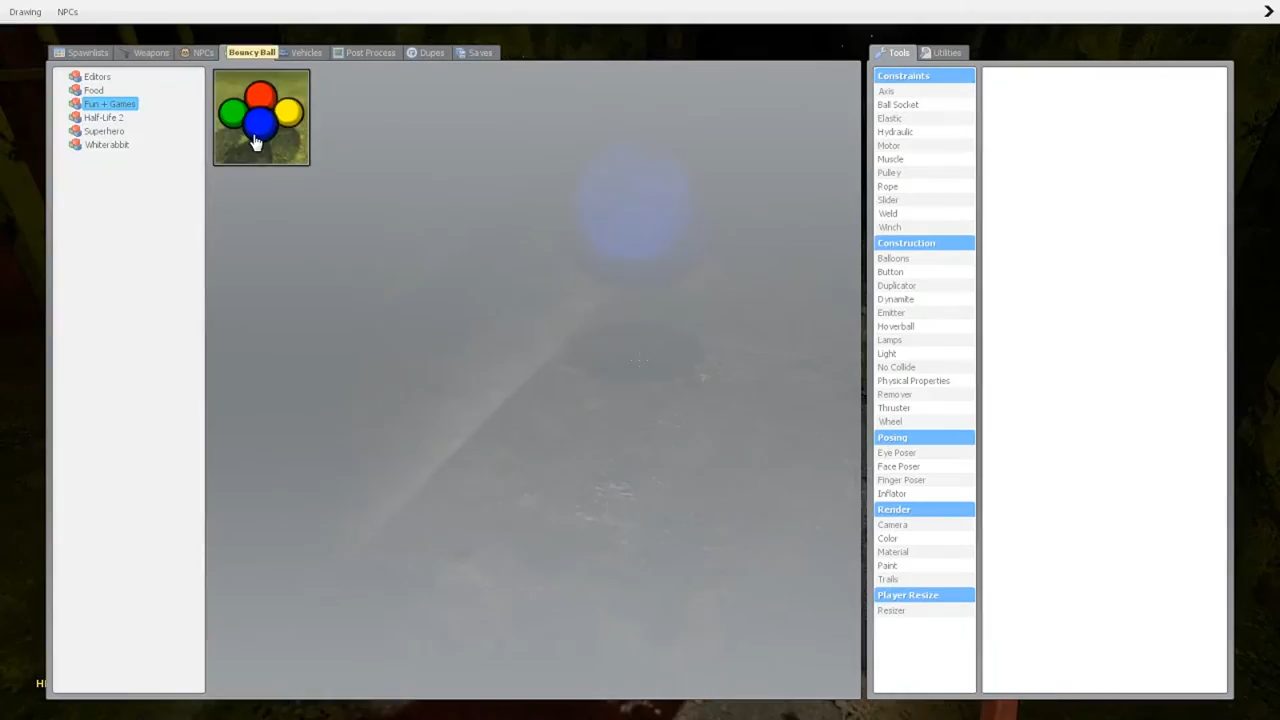 Drawing NPCs
Spawnlists Weapons NPCs Bouncy Ball Vehicles Post Process Dupes Saves
Editors
Food
Fun + Games
Half-Life 2
Superhero
Whiterabbit
Tools Utilities
Constraints
Axis
Ball Socket
Elastic
Hydraulic
Motor
Muscle
Pulley
Rope
Slider
Weld
Winch
Construction
Balloons
Button
Duplicator
Dynamite
Emitter
Hoverball
Lamps
Light
No Collide
Physical Properties
Remover
Thruster
Wheel
Posing
Eye Poser
Face Poser
Finger Poser
Inflator
Render
Camera
Color
Material
Paint
Trails
Player Resize
Resizer